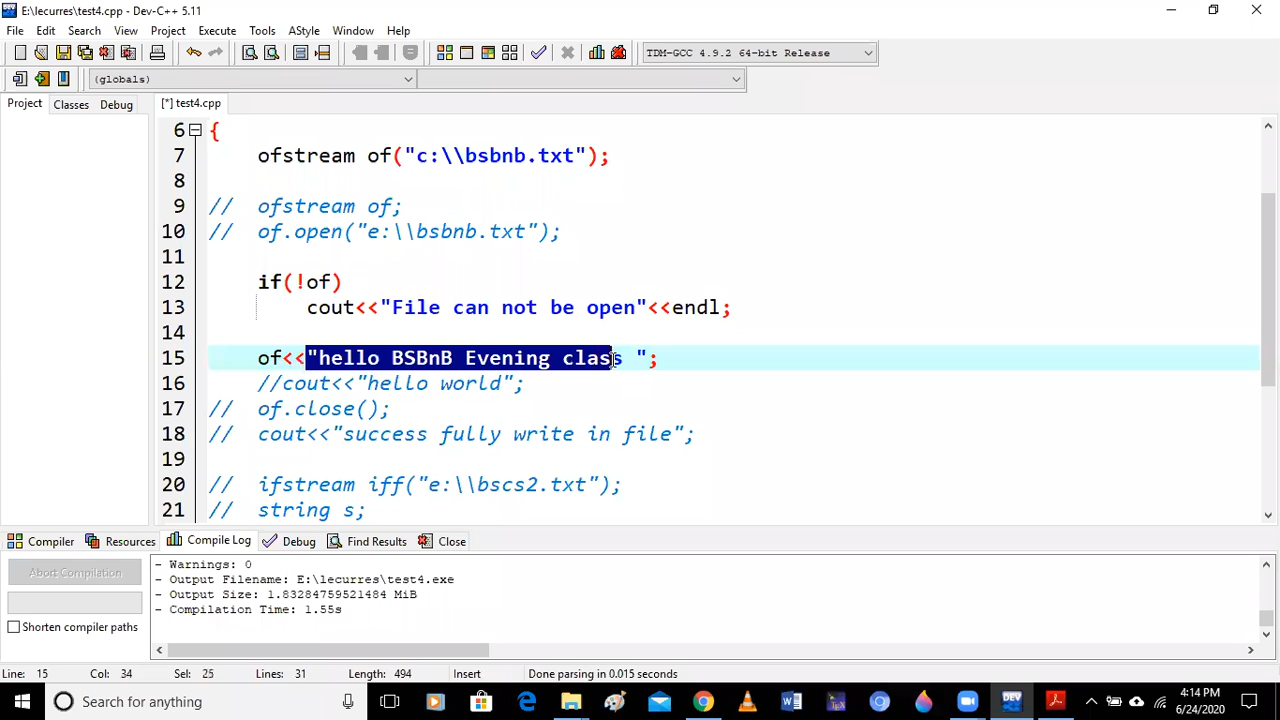 E:\lecurres\test4.cpp - Dev-C++ 5.11
File Edit Search View Project Execute Tools AStyle Window Help
TDM-GCC 4.9.2 64-bit Release
(globals)
Project Classes Debug [*] test4.cpp
6 {
7 ofstream of("c:\\bsbnb.txt");
8
9 // ofstream of;
10 // of.open("e:\\bsbnb.txt");
11
12 if(!of)
13 cout<<"File can not be open"<<endl;
14
15 of<<"hello BSBnB Evening class ";
16 //cout<<"hello world";
17 // of.close();
18 // cout<<"success fully write in file";
19
20 // ifstream iff("e:\\bscs2.txt");
21 // string s;
Compiler Resources Compile Log Debug Find Results Close
Abort Compilation
Shorten compiler paths
- Warnings: 0
- Output Filename: E:\lecurres\test4.exe
- Output Size: 1.83284759521484 MiB
- Compilation Time: 1.55s
Line: 15 Col: 34 Sel: 25 Lines: 31 Length: 494 Insert Done parsing in 0.015 seconds
Search for anything
DEV
4:14 PM
6/24/2020